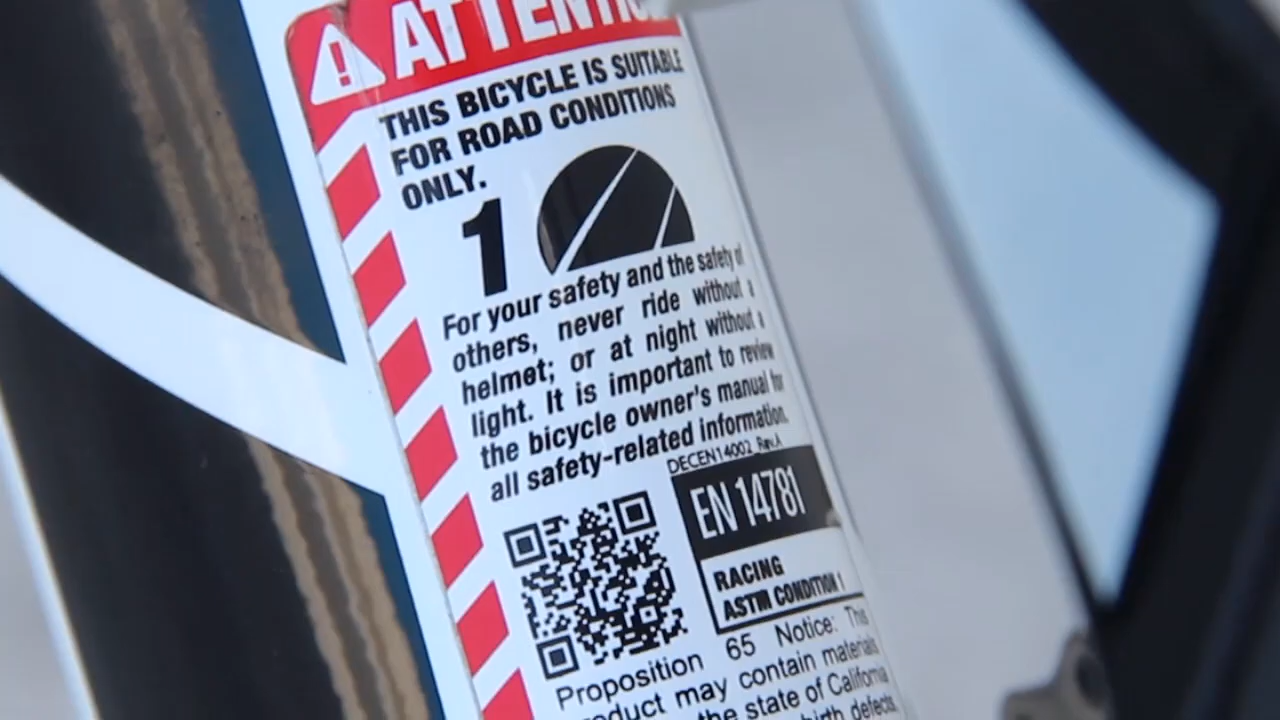 ATTENTIO
THIS BICYCLE IS SUITABLE
FOR ROAD CONDITIONS
ONLY.
1
For your safety and the safety of
others, never ride without a
helmet; or at night without a
light. It is important to review
the bicycle owner's manual for
all safety-related information.
DECEN14002 Rev.A
EN 14781
RACING
ASTM CONDITION 1
Proposition 65 Notice: This
oduct may contain materials
the state of California
birth defects